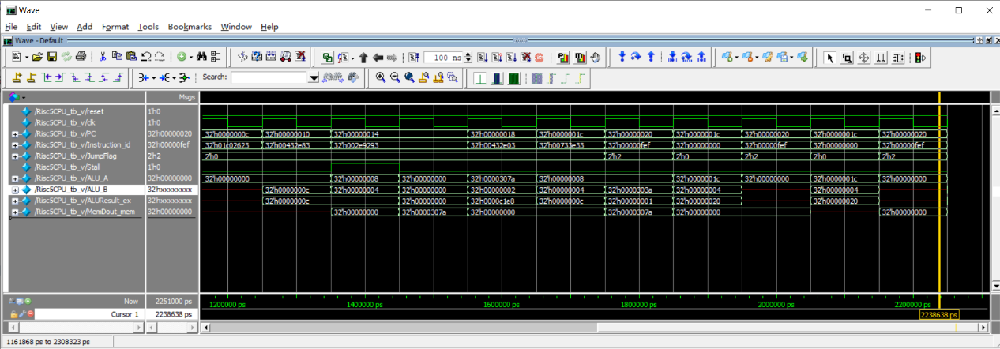 Wave
File Edit View Add Format Tools Bookmarks Window Help
Wave - Default
100 ns
Search:
Msgs
/Risc5CPU_tb_v/reset 1'h0
/Risc5CPU_tb_v/clk 1'h0
/Risc5CPU_tb_v/PC 32'h00000020 32'h0000000c 32'h00000010 32'h00000014 32'h00000018 32'h0000001c 32'h00000020 32'h0000001c 32'h00000020 32'h0000001c 32'h00000020
/Risc5CPU_tb_v/Instruction_id 32'h00000fef 32'h01c02623 32'h00432e83 32'h002e9293 32'h00432e03 32'h00733e33 32'h00000fef 32'h00000000 32'h00000fef 32'h00000000 32'h00000fef
/Risc5CPU_tb_v/JumpFlag 2'h2 2'h0 2'h2 2'h0 2'h2 2'h0 2'h2
/Risc5CPU_tb_v/Stall 1'h0
/Risc5CPU_tb_v/ALU_A 32'h00000000 32'h00000000 32'h00000008 32'h00000000 32'h0000307a 32'h00000008 32'h0000001c 32'h00000000 32'h0000001c 32'h00000000
/Risc5CPU_tb_v/ALU_B 32'hxxxxxxxx 32'h0000000c 32'h00000004 32'h00000000 32'h00000002 32'h00000004 32'h0000303a 32'h00000004 32'h00000004
/Risc5CPU_tb_v/ALUResult_ex 32'hxxxxxxxx 32'h0000000c 32'h00000000 32'h0000c1e8 32'h0000000c 32'h00000001 32'h00000020 32'h00000020
/Risc5CPU_tb_v/MemDout_mem 32'h00000000 32'h00000000 32'h0000307a 32'h00000000 32'h0000307a 32'h00000000 32'h00000000
Now 2251000 ps 1200000 ps 1400000 ps 1600000 ps 1800000 ps 2000000 ps 2200000 ps
Cursor 1 2238638 ps 2238638 ps
1161868 ps to 2308323 ps